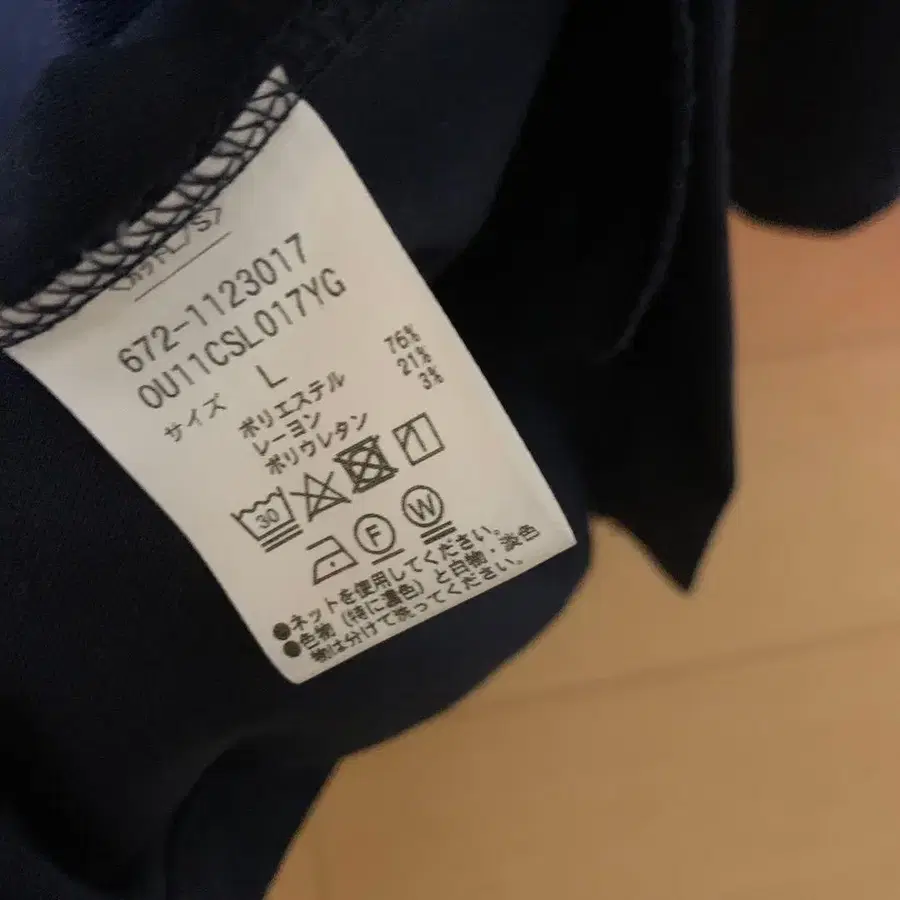 672-1123017
0U11CSL017YG
サイズ L
ポリエステル 76%
レーヨン 21%
ポリウレタン 3%
30
F W
●ネットを使用してください。
●色物(特に濃色)と白物・淡色
物は分けて洗ってください。